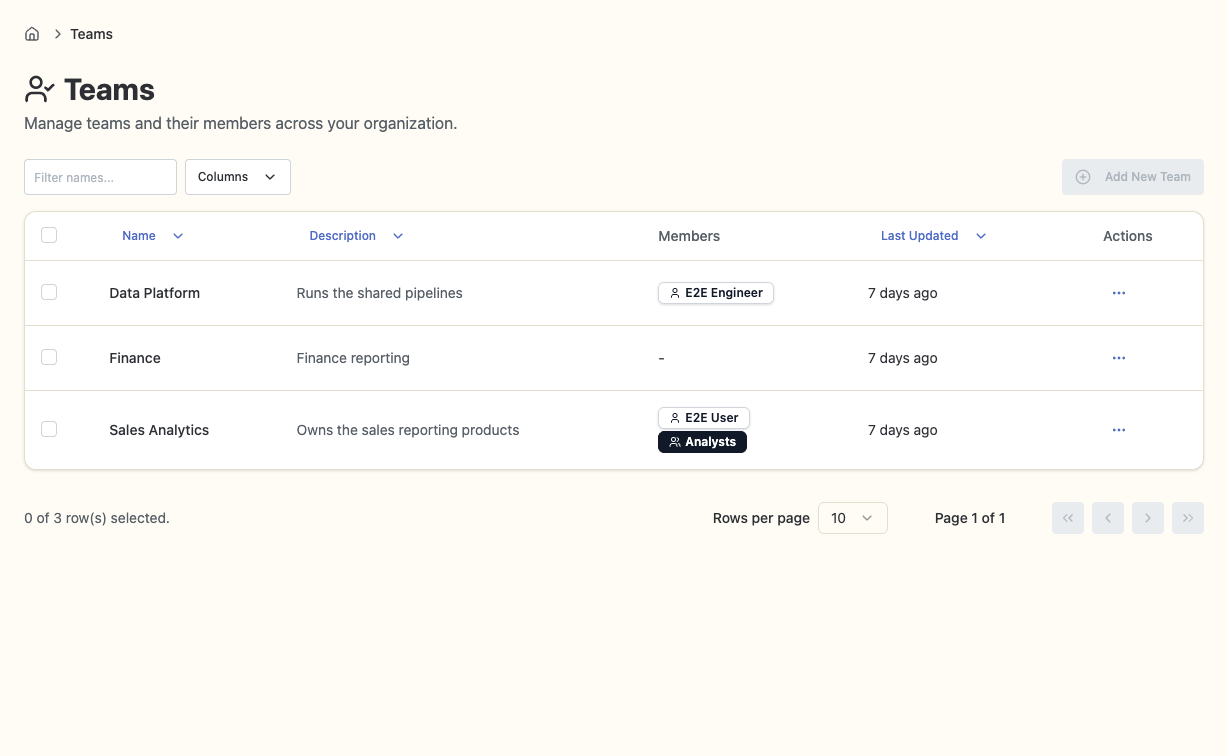 Teams
Teams
Manage teams and their members across your organization.
Filter names...
Columns
Add New Team
Name
Description
Members
Last Updated
Actions
Data Platform
Runs the shared pipelines
E2E Engineer
7 days ago
Finance
Finance reporting
-
7 days ago
Sales Analytics
Owns the sales reporting products
E2E User
Analysts
7 days ago
0 of 3 row(s) selected.
Rows per page
10
Page 1 of 1